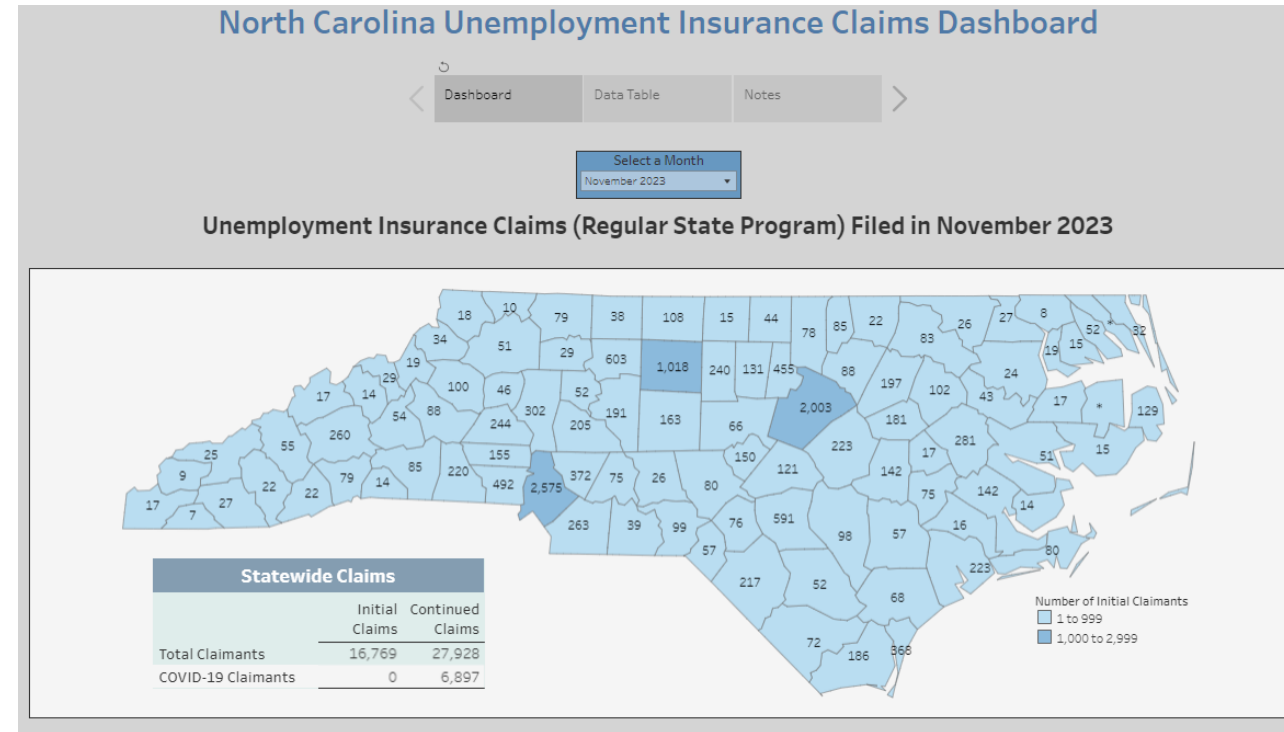 North Carolina Unemployment Insurance Claims Dashboard
Dashboard Data Table Notes
Select a Month
November 2023
Unemployment Insurance Claims (Regular State Program) Filed in November 2023
18 10 79 38 108 15 44 78 85 22 83 26 27 8 52 * 32
34 51 29 603 1,018 240 131 455 88 197 102 24 43 19 15
19 29 14 17 100 46 52 191 163 66 2,003 181 17 * 129
54 88 244 302 205
55 260 155 150 223 281 51 15
25 9 22 22 79 14 85 220 492 2,575 372 75 26 80 121 142 17 142
17 7 27 75 14
263 39 99 76 591 98 57 16 80
57 223
217 52 68
72 186 368
Statewide Claims
Initial Claims Continued Claims
Total Claimants 16,769 27,928
COVID-19 Claimants 0 6,897
Number of Initial Claimants
1 to 999
1,000 to 2,999